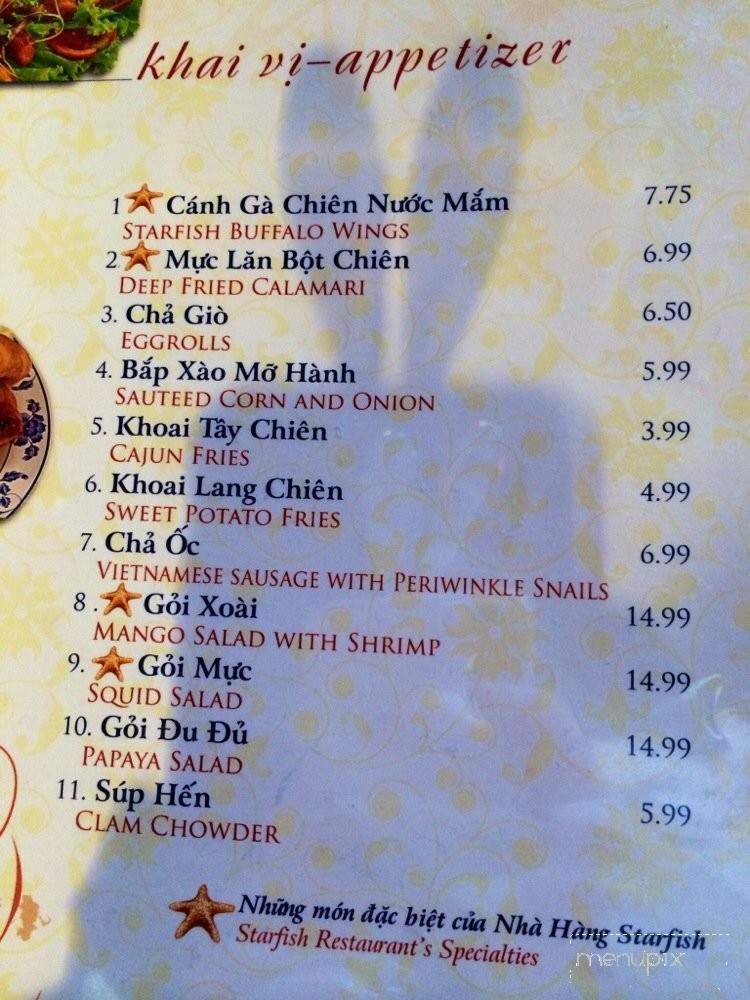 khai vị-appetizer
1 Cánh Gà Chiên Nước Mắm 7.75
Starfish Buffalo Wings
2. Mực Lăn Bột Chiên 6.99
Deep Fried Calamari
3. Chả Giò 6.50
Eggrolls
4. Bắp Xào Mỡ Hành 5.99
Sauteed Corn and Onion
5. Khoai Tây Chiên 3.99
Cajun Fries
6. Khoai Lang Chiên 4.99
Sweet Potato Fries
7. Chả Ốc 6.99
Vietnamese sausage with Periwinkle Snails
8. Gỏi Xoài 14.99
Mango Salad with Shrimp
9. Gỏi Mực 14.99
Squid Salad
10. Gỏi Đu Đủ 14.99
Papaya Salad
11. Súp Hến 5.99
Clam Chowder
Những món đặc biệt của Nhà Hàng Starfish
Starfish Restaurant's Specialties
menupix